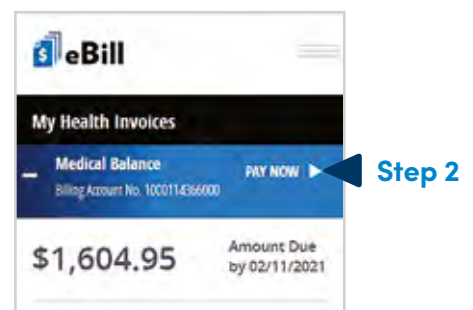 $ eBill
My Health Invoices
Medical Balance
PAY NOW
Step 2
Billing Account No. 1000114366000
$1,604.95
Amount Due
by 02/11/2021